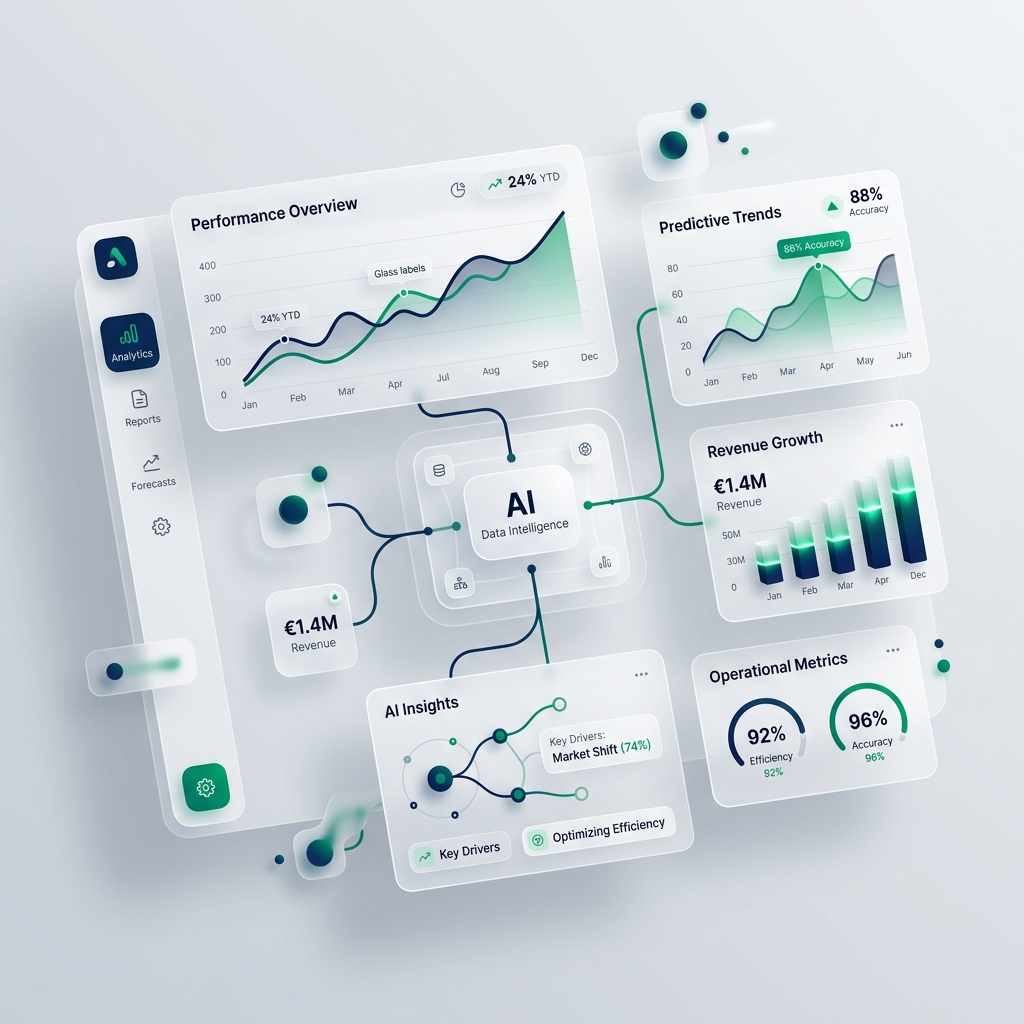 Performance Overview
24% YTD
400
300
200
100
0
24% YTD
Glass labels
Jan
Feb
Mar
Apr
Jul
Aug
Sep
Dec
Analytics
Reports
Forecasts
Predictive Trends
88%
Accuracy
86% Acouracy
80
60
40
20
0
Jan
Feb
Mar
Apr
May
Jun
AI
Data Intelligence
€1.4M
Revenue
Revenue Growth
€1.4M
Revenue
50M
30M
0
Jan
Feb
Mar
Apr
Dec
AI Insights
Key Drivers:
Market Shift (74%)
Key Drivers
Optimizing Efficiency
Operational Metrics
92%
Efficiency
92%
96%
Accuracy
96%